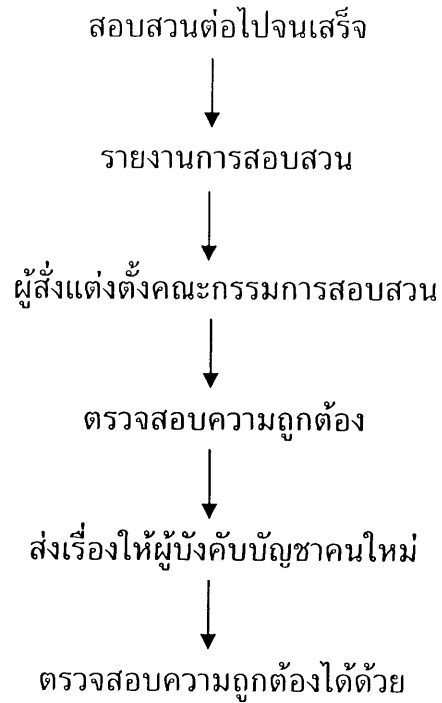 สอบสวนต่อไปจนเสร็จ
รายงานการสอบสวน
ผู้สั่งแต่งตั้งคณะกรรมการสอบสวน
ตรวจสอบความถูกต้อง
ส่งเรื่องให้ผู้บังคับบัญชาคนใหม่
ตรวจสอบความถูกต้องได้ด้วย